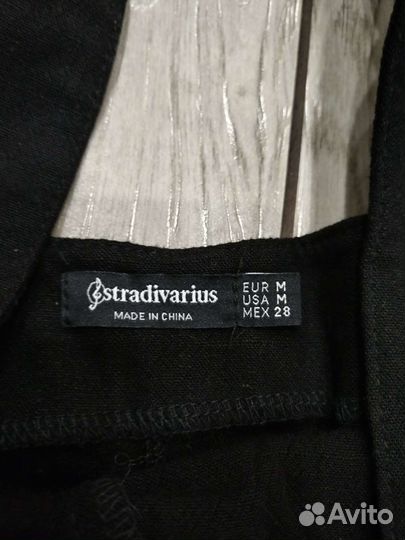 stradivarius
MADE IN CHINA
EUR M
USA M
MEX 28
Avito